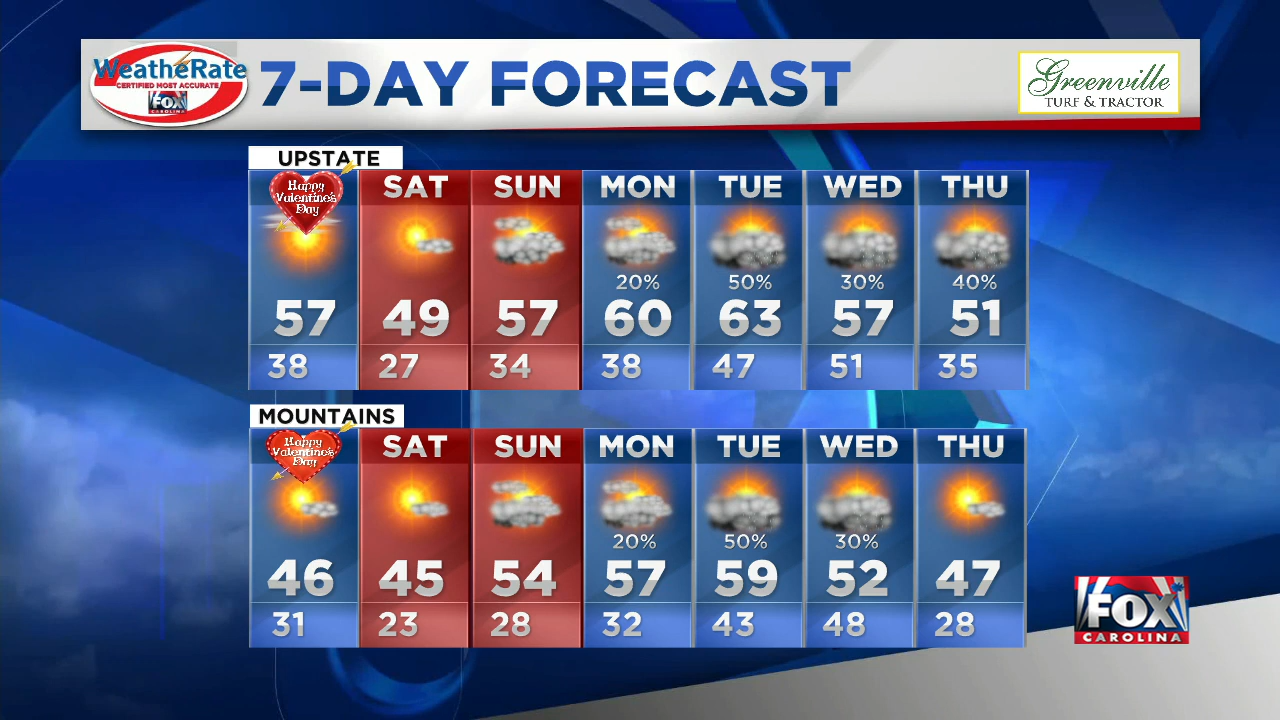 WeatheRate
CERTIFIED MOST ACCURATE
FOX
CAROLINA
7-DAY FORECAST
Greenville
TURF & TRACTOR
UPSTATE
Happy
Valentine's
Day
SAT SUN MON TUE WED THU
20% 50% 30% 40%
57 49 57 60 63 57 51
38 27 34 38 47 51 35
MOUNTAINS
Happy
Valentine's
Day
SAT SUN MON TUE WED THU
20% 50% 30%
46 45 54 57 59 52 47
31 23 28 32 43 48 28
FOX
CAROLINA